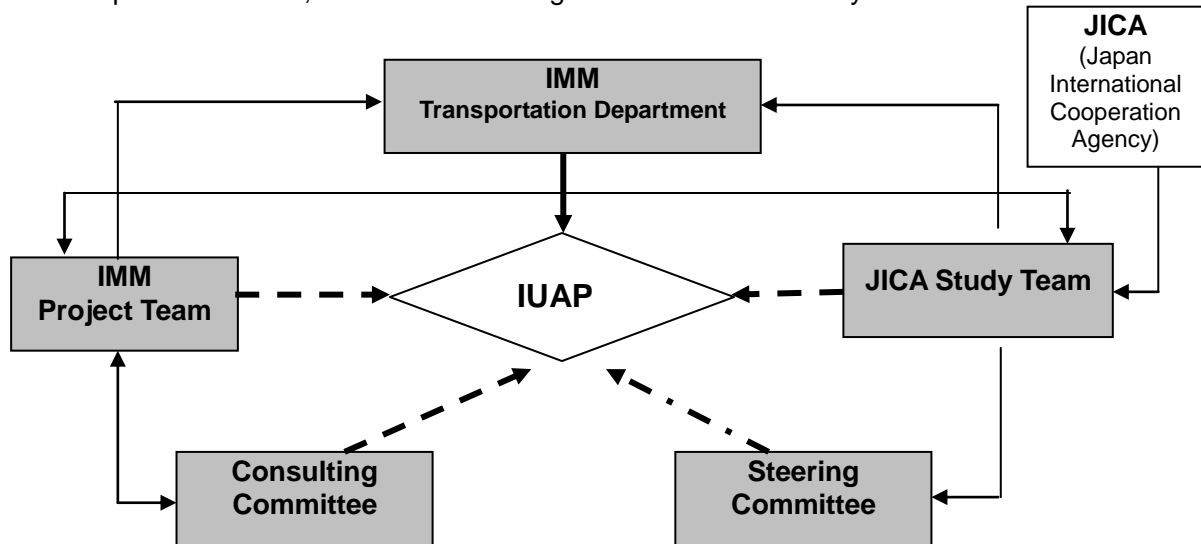 JICA
(Japan
International
Cooperation
Agency)
IMM
Transportation Department
IMM
Project Team
IUAP
JICA Study Team
Consulting
Committee
Steering
Committee